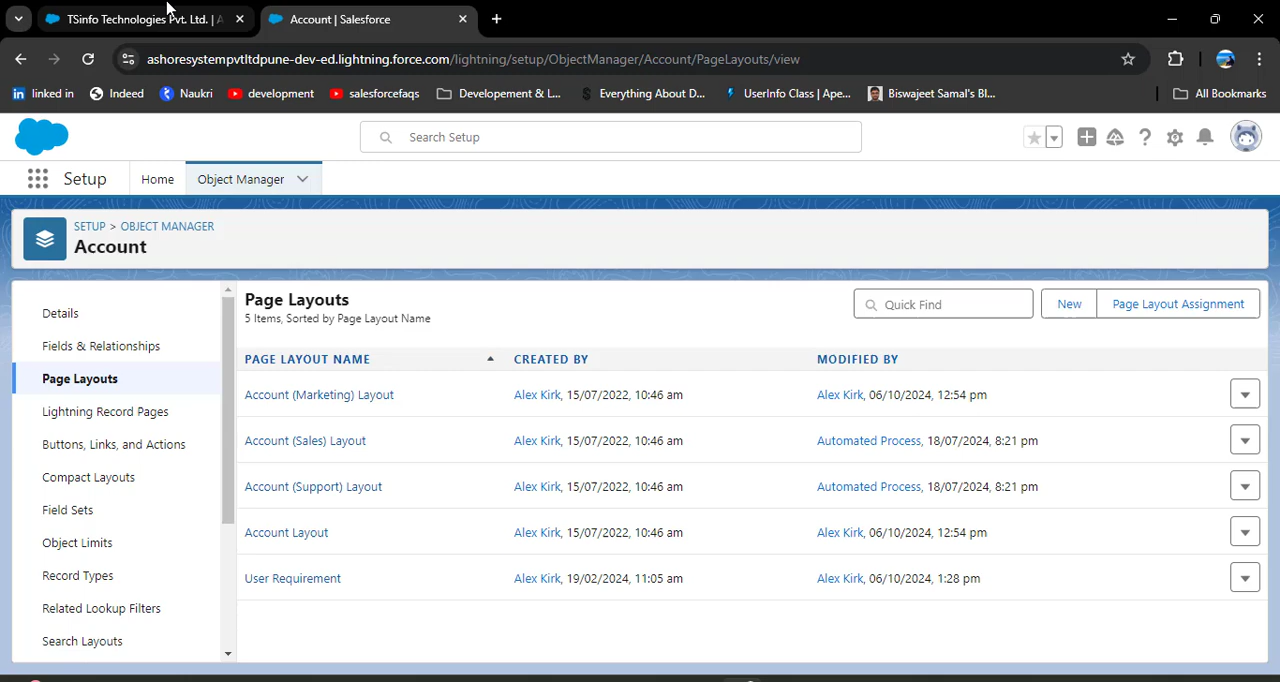 TSinfo Technologies Pvt. Ltd. | A
Account | Salesforce
ashoresystempvtltdpune-dev-ed.lightning.force.com/lightning/setup/ObjectManager/Account/PageLayouts/view
linked in
Indeed
Naukri
development
salesforcefaqs
Developement & L...
Everything About D...
UserInfo Class | Ape...
Biswajeet Samal's Bl...
All Bookmarks
Search Setup
Setup
Home
Object Manager
SETUP > OBJECT MANAGER
Account
Details
Fields & Relationships
Page Layouts
Lightning Record Pages
Buttons, Links, and Actions
Compact Layouts
Field Sets
Object Limits
Record Types
Related Lookup Filters
Search Layouts
Page Layouts
5 Items, Sorted by Page Layout Name
Quick Find
New
Page Layout Assignment
PAGE LAYOUT NAME CREATED BY MODIFIED BY
Account (Marketing) Layout Alex Kirk, 15/07/2022, 10:46 am Alex Kirk, 06/10/2024, 12:54 pm
Account (Sales) Layout Alex Kirk, 15/07/2022, 10:46 am Automated Process, 18/07/2024, 8:21 pm
Account (Support) Layout Alex Kirk, 15/07/2022, 10:46 am Automated Process, 18/07/2024, 8:21 pm
Account Layout Alex Kirk, 15/07/2022, 10:46 am Alex Kirk, 06/10/2024, 12:54 pm
User Requirement Alex Kirk, 19/02/2024, 11:05 am Alex Kirk, 06/10/2024, 1:28 pm